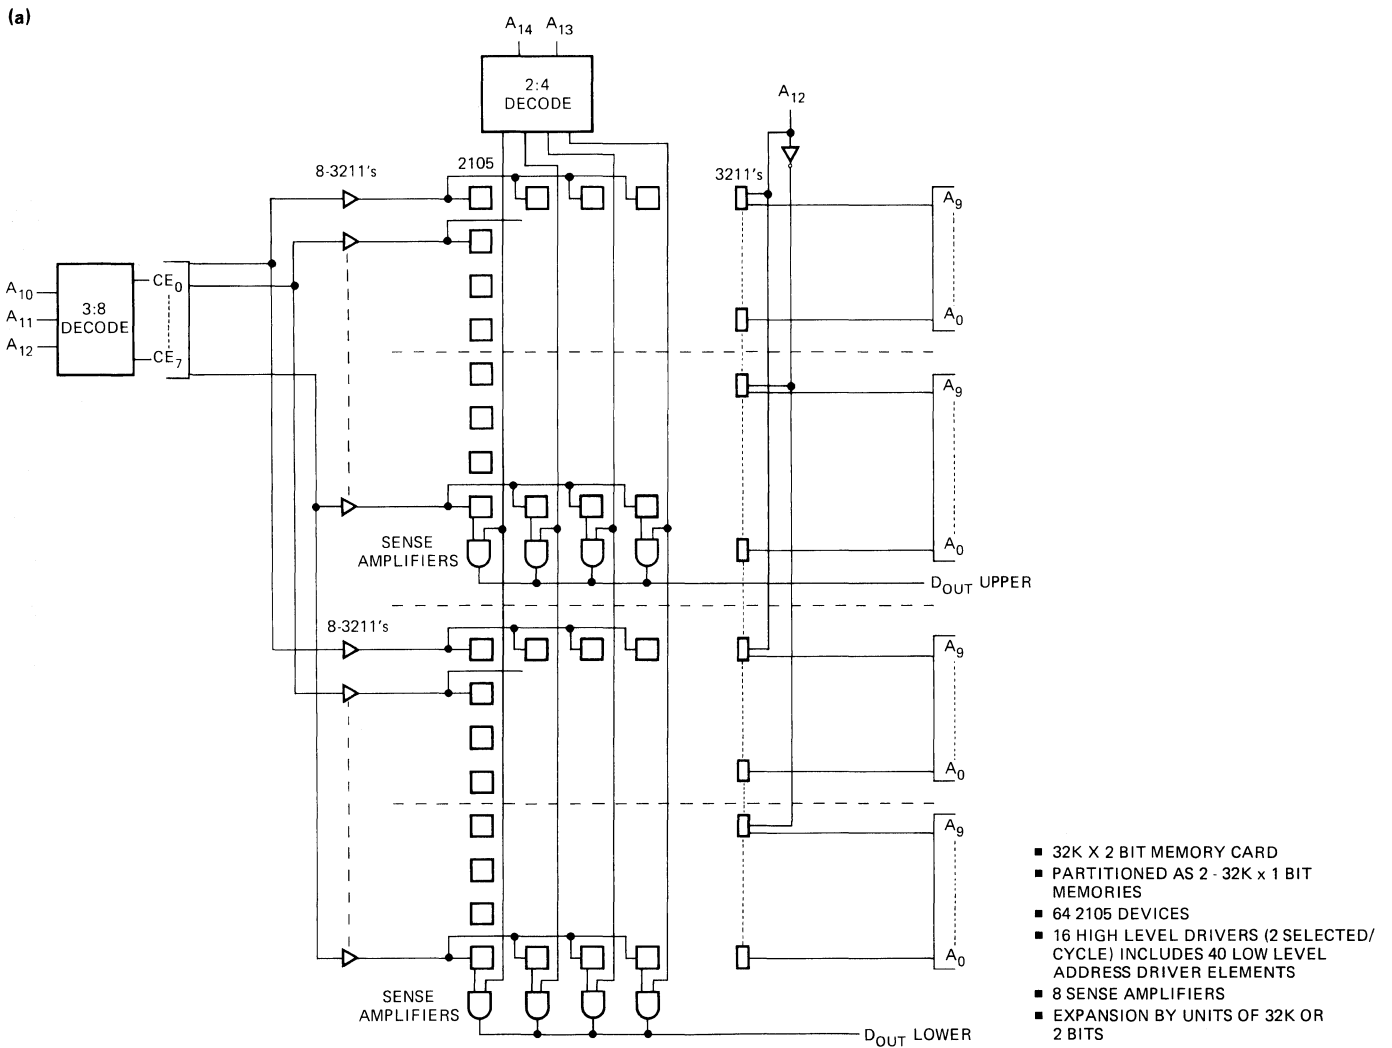 (a)
A14 A13
2:4
DECODE
A12
8-3211's
2105
3211's
A9
A0
A10
A11
A12
3:8
DECODE
CE0
CE7
A9
A0
SENSE
AMPLIFIERS
DOUT UPPER
8-3211's
A9
A0
A9
A0
SENSE
AMPLIFIERS
DOUT LOWER
■ 32K X 2 BIT MEMORY CARD
■ PARTITIONED AS 2 - 32K x 1 BIT
MEMORIES
■ 64 2105 DEVICES
■ 16 HIGH LEVEL DRIVERS (2 SELECTED/
CYCLE) INCLUDES 40 LOW LEVEL
ADDRESS DRIVER ELEMENTS
■ 8 SENSE AMPLIFIERS
■ EXPANSION BY UNITS OF 32K OR
2 BITS